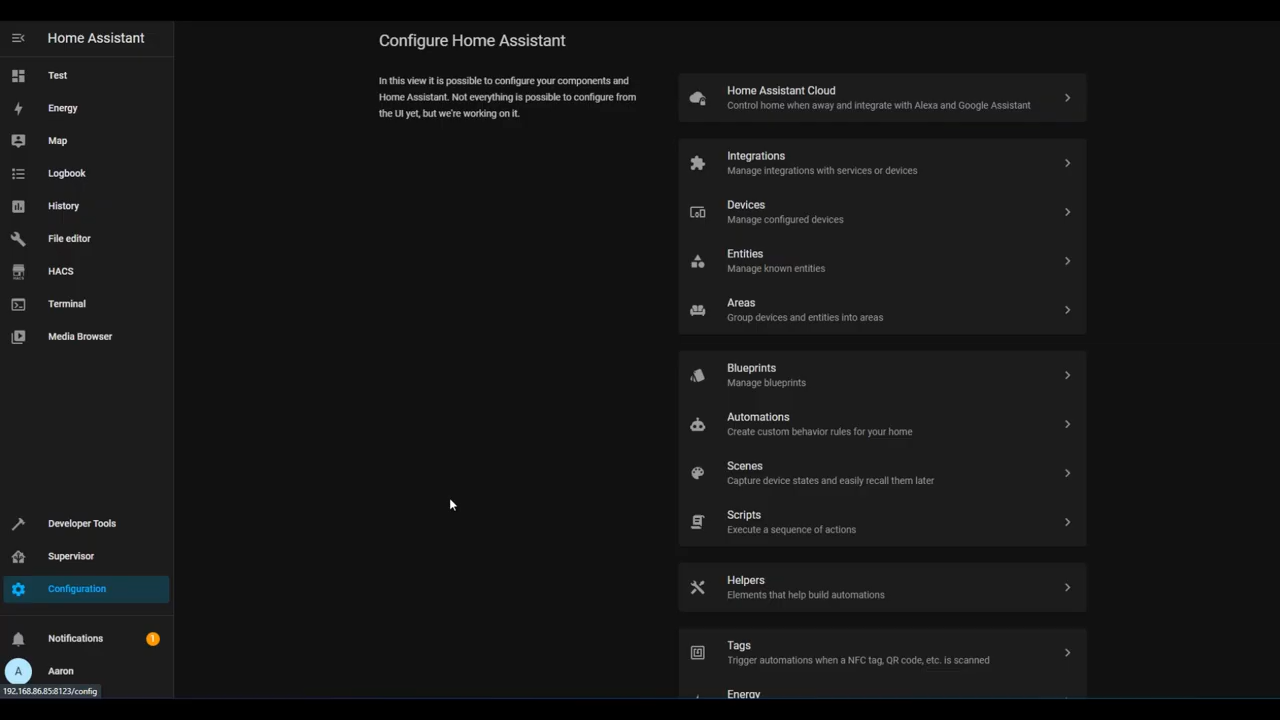 Home Assistant
Test
Energy
Map
Logbook
History
File editor
HACS
Terminal
Media Browser
Developer Tools
Supervisor
Configuration
Notifications
1
A
Aaron
192.168.86.85:8123/config
Configure Home Assistant
In this view it is possible to configure your components and
Home Assistant. Not everything is possible to configure from
the UI yet, but we're working on it.
Home Assistant Cloud
Control home when away and integrate with Alexa and Google Assistant
Integrations
Manage integrations with services or devices
Devices
Manage configured devices
Entities
Manage known entities
Areas
Group devices and entities into areas
Blueprints
Manage blueprints
Automations
Create custom behavior rules for your home
Scenes
Capture device states and easily recall them later
Scripts
Execute a sequence of actions
Helpers
Elements that help build automations
Tags
Trigger automations when a NFC tag, QR code, etc. is scanned
Energy